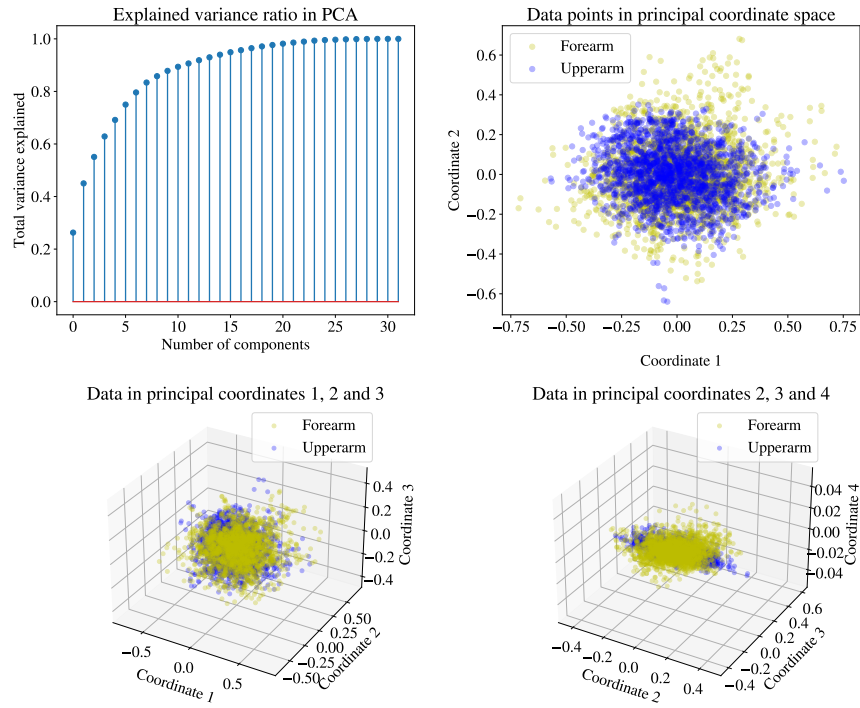 Explained variance ratio in PCA
Total variance explained
1.0
0.8
0.6
0.4
0.2
0.0
0 5 10 15 20 25 30
Number of components
Data points in principal coordinate space
Forearm
Upperarm
Coordinate 2
0.6
0.4
0.2
0.0
−0.2
−0.4
−0.6
−0.75 −0.50 −0.25 0.00 0.25 0.50 0.75
Coordinate 1
Data in principal coordinates 1, 2 and 3
Forearm
Upperarm
0.4
0.2
0.0
−0.2
−0.4
Coordinate 3
0.50
0.25
0.00
−0.25
−0.50
Coordinate 2
−0.5 0.0 0.5
Coordinate 1
Data in principal coordinates 2, 3 and 4
Forearm
Upperarm
0.04
0.02
0.00
−0.02
−0.04
Coordinate 4
0.6
0.4
0.2
0.0
−0.2
−0.4
Coordinate 3
−0.4 −0.2 0.0 0.2 0.4
Coordinate 2